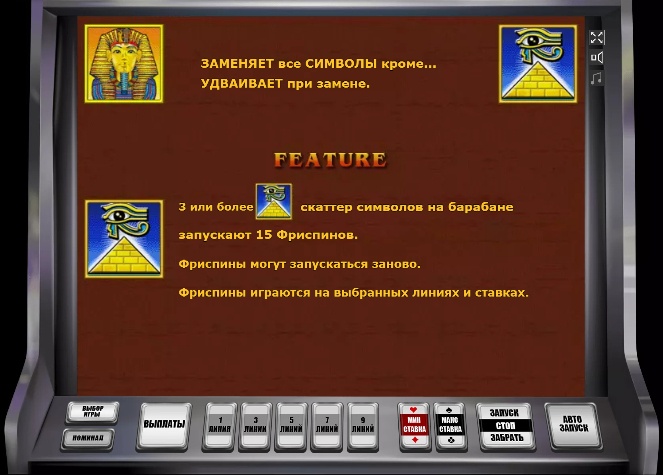 ЗАМЕНЯЕТ все СИМВОЛЫ кроме...
УДВАИВАЕТ при замене.
FEATURE
3 или более скаттер символов на барабане
запускают 15 Фриспинов.
Фриспины могут запускаться заново.
Фриспины играются на выбранных линиях и ставках.
ВЫБОР
ИГРЫ
НОМИНАЛ
ВЫПЛАТЫ
1
ЛИНИЯ
3
ЛИНИИ
5
ЛИНИЙ
7
ЛИНИЙ
9
ЛИНИЙ
МИН
СТАВКА
МАКС
СТАВКА
ЗАПУСК
СТОП
ЗАБРАТЬ
АВТО
ЗАПУСК